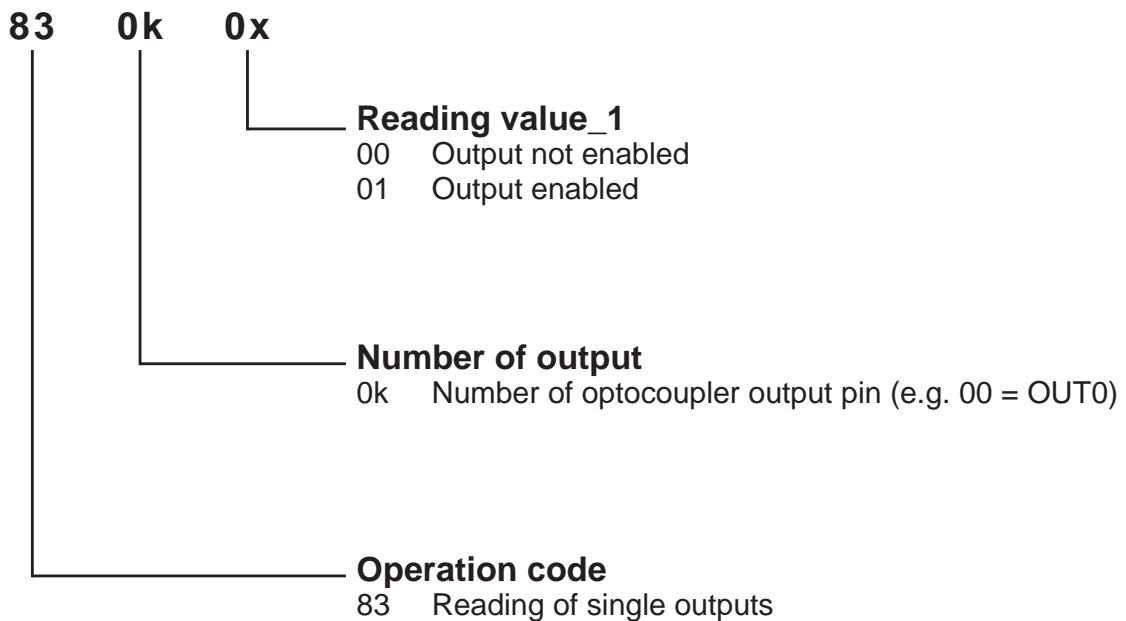 83 0k 0x
Reading value_1
00 Output not enabled
01 Output enabled
Number of output
0k Number of optocoupler output pin (e.g. 00 = OUT0)
Operation code
83 Reading of single outputs